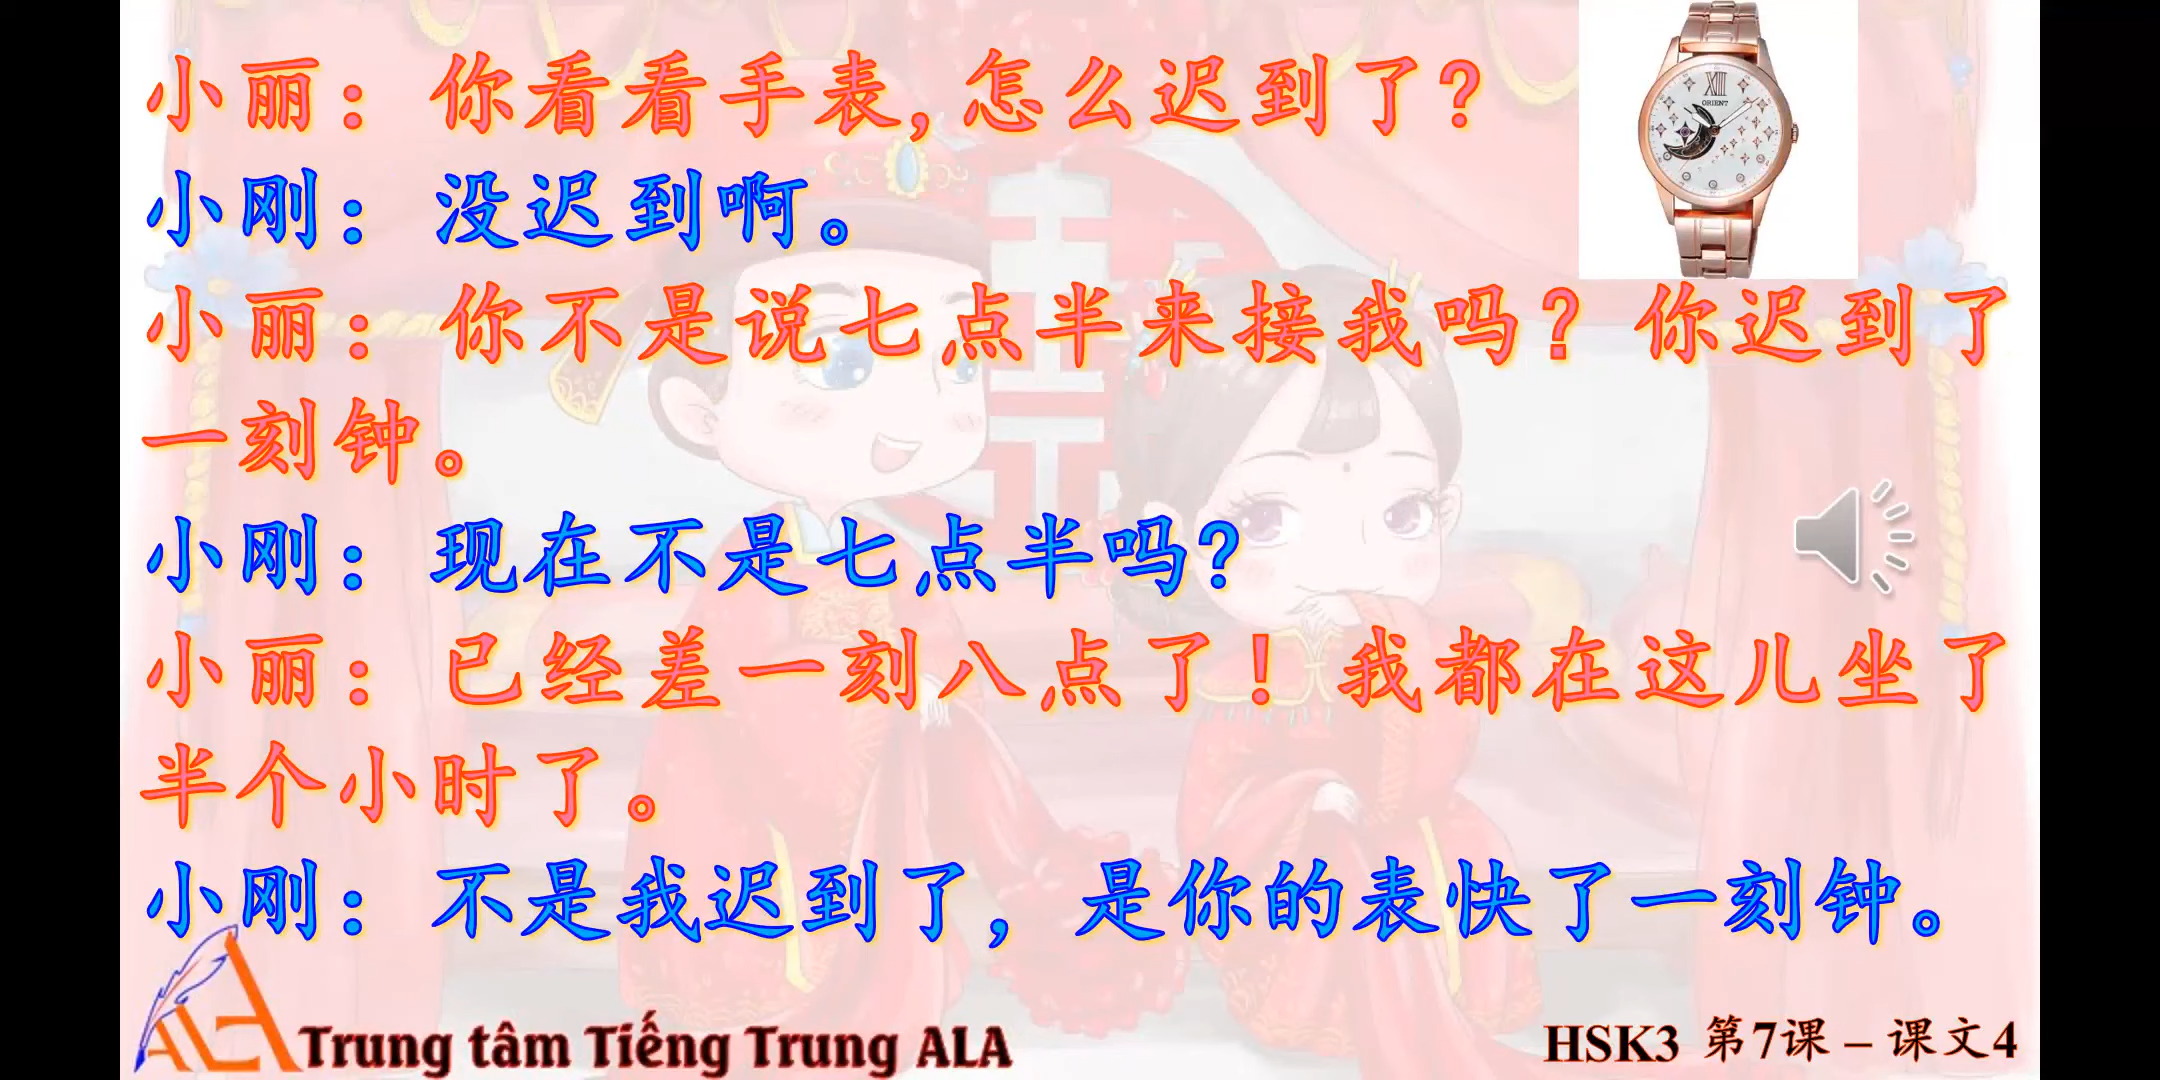 小丽：你看看手表,怎么迟到了?
小刚：没迟到啊。
小丽：你不是说七点半来接我吗？你迟到了
一刻钟。
小刚：现在不是七点半吗?
小丽：已经差一刻八点了！我都在这儿坐了
半个小时了。
小刚：不是我迟到了，是你的表快了一刻钟。
XII
ORIENT
ALA Trung tâm Tiếng Trung ALA
HSK3 第7课 – 课文4